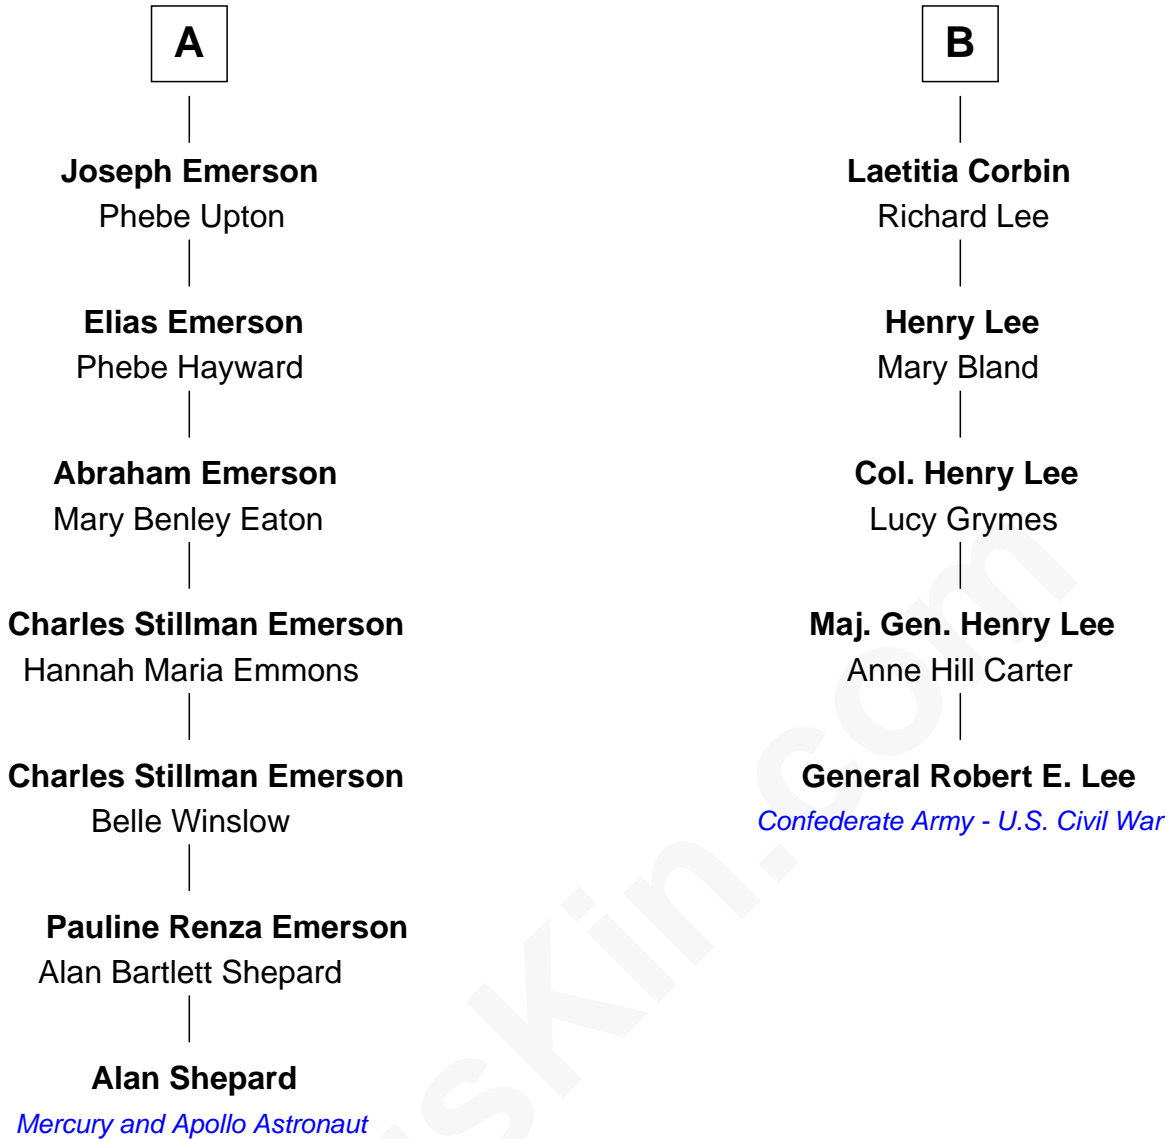 A
Joseph Emerson
Phebe Upton
Elias Emerson
Phebe Hayward
Abraham Emerson
Mary Benley Eaton
Charles Stillman Emerson
Hannah Maria Emmons
Charles Stillman Emerson
Belle Winslow
Pauline Renza Emerson
Alan Bartlett Shepard
Alan Shepard
Mercury and Apollo Astronaut
B
Laetitia Corbin
Richard Lee
Henry Lee
Mary Bland
Col. Henry Lee
Lucy Grymes
Maj. Gen. Henry Lee
Anne Hill Carter
General Robert E. Lee
Confederate Army - U.S. Civil War
usKin.com